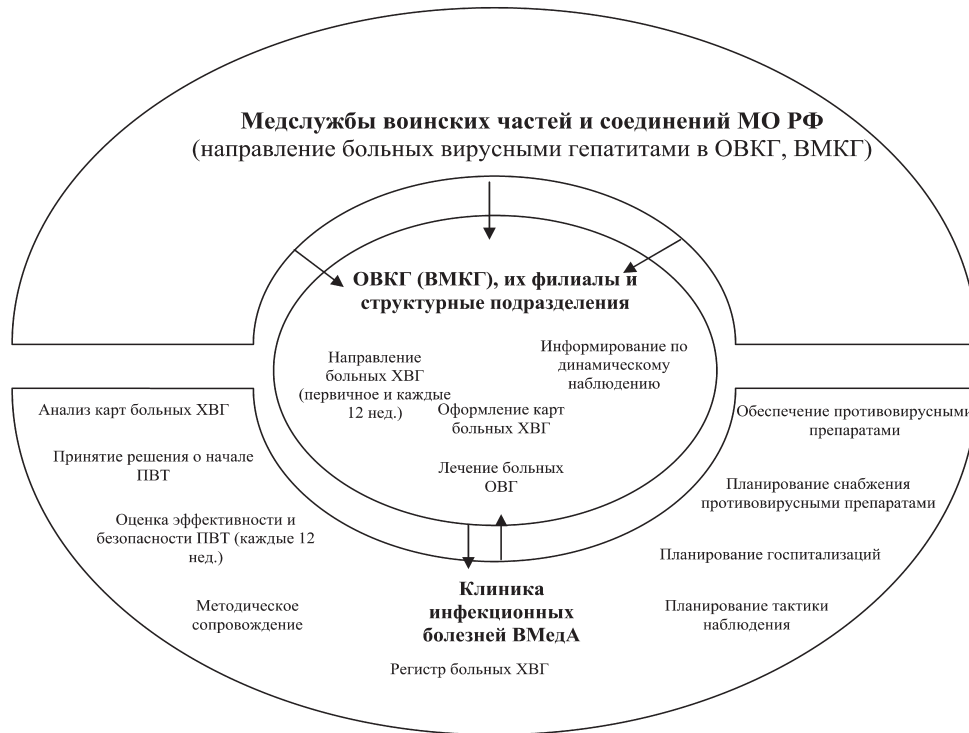 Медслужбы воинских частей и соединений МО РФ
(направление больных вирусными гепатитами в ОВКГ, ВМКГ)
ОВКГ (ВМКГ), их филиалы и
структурные подразделения
Направление
больных ХВГ
(первичное и каждые
12 нед.)
Информирование по
динамическому
наблюдению
Оформление карт
больных ХВГ
Лечение больных
ОВГ
Анализ карт больных ХВГ
Принятие решения о начале
ПВТ
Оценка эффективности и
безопасности ПВТ (каждые 12
нед.)
Методическое
сопровождение
Клиника
инфекционных
болезней ВМедА
Регистр больных ХВГ
Обеспечение противовирусными
препаратами
Планирование снабжения
противовирусными препаратами
Планирование госпитализаций
Планирование тактики
наблюдения